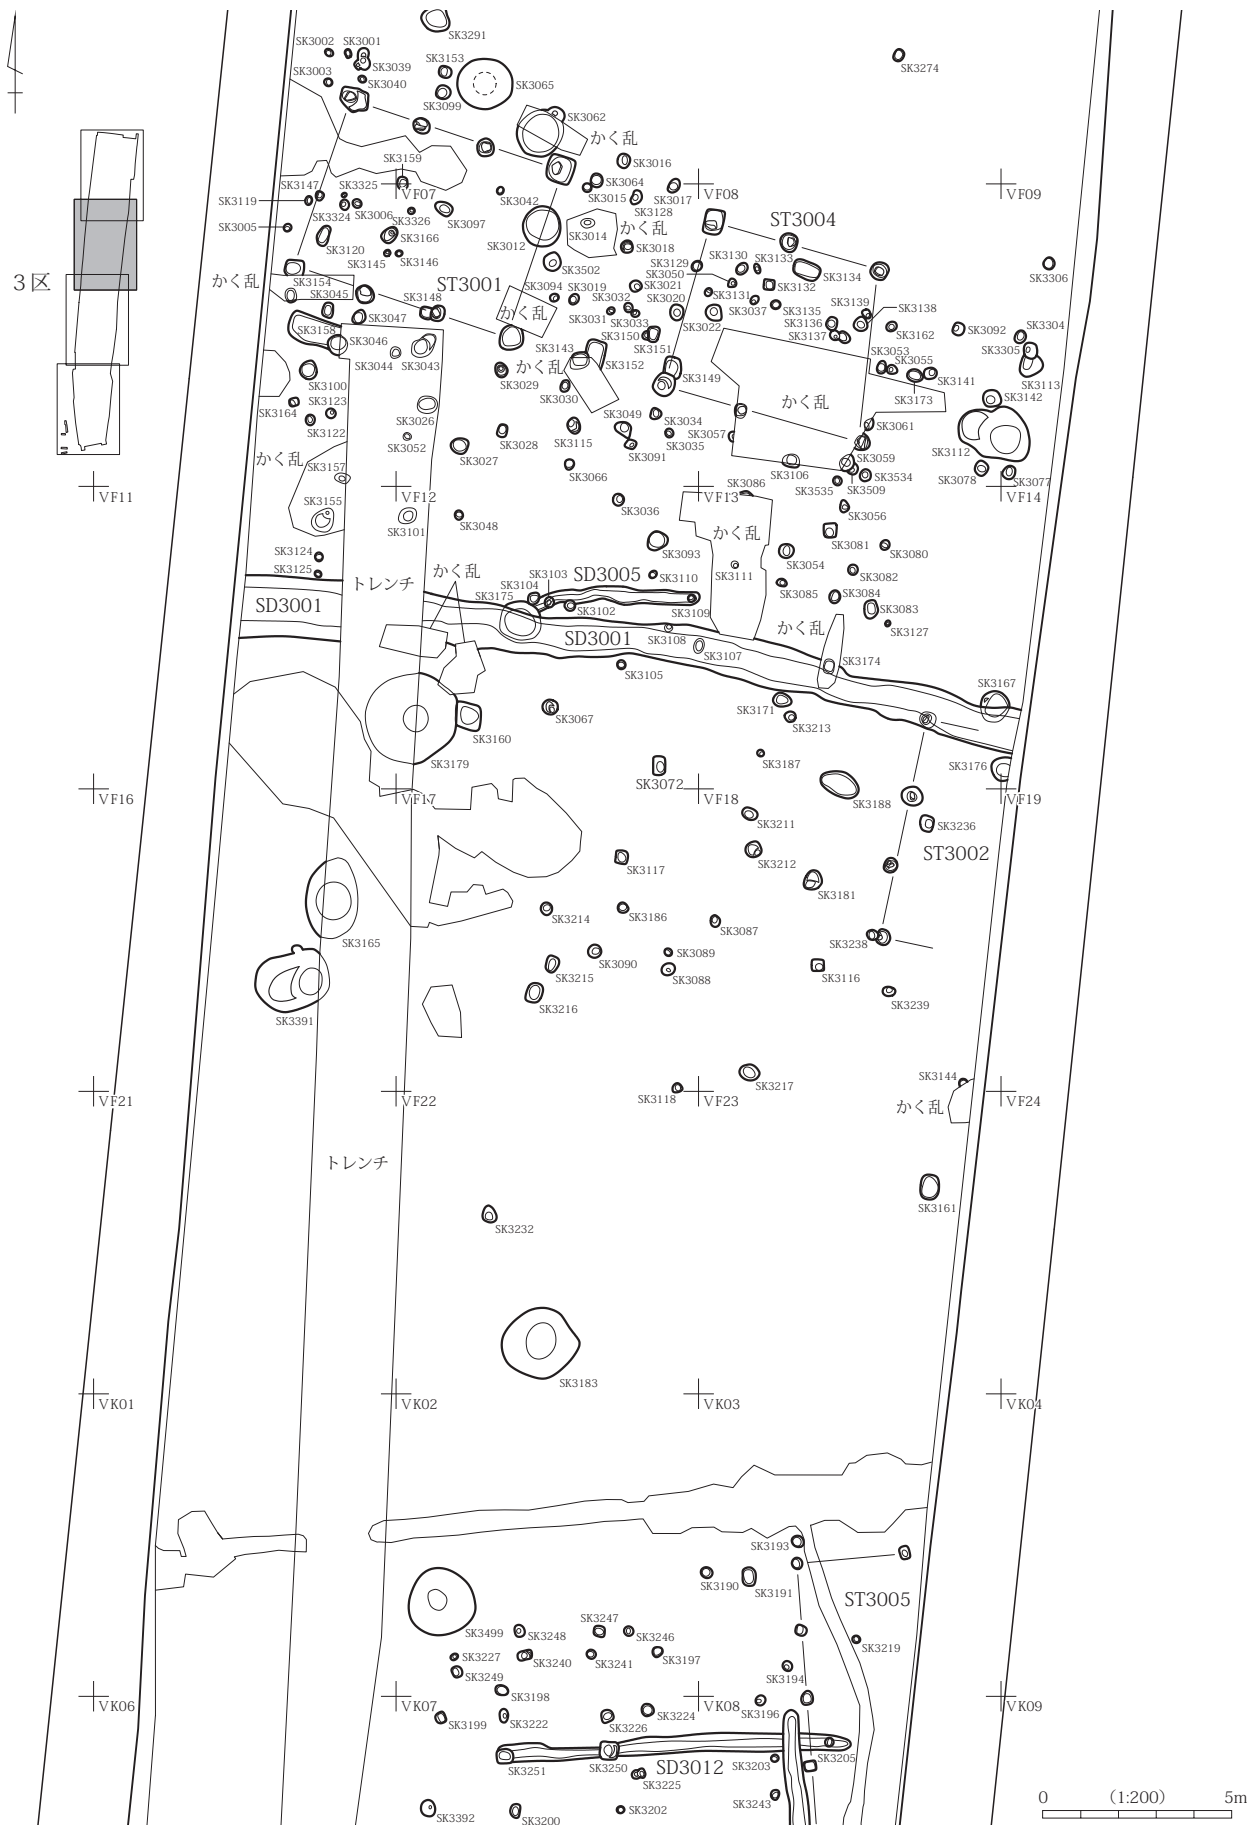 SK3291
SK3002
SK3001
SK3274
SK3153
SK3039
SK3003
SK3040
SK3065
SK3099
SK3062
かく乱
SK3159
SK3016
SK3147
SK3325
VF07
SK3064
VF08
VF09
SK3119
SK3324
SK3006
SK3326
SK3097
SK3042
SK3015
SK3128
SK3017
SK3005
SK3014
ST3004
SK3120
SK3166
SK3012
かく乱
SK3018
SK3145
SK3146
SK3502
SK3129
SK3130
SK3133
SK3134
SK3306
3区
かく乱
SK3154
ST3001
SK3094
SK3019
SK3050
SK3021
SK3131
SK3132
SK3045
SK3148
SK3032
SK3020
SK3037
SK3135
SK3139
SK3138
SK3047
かく乱
SK3031
SK3033
SK3022
SK3136
SK3162
SK3092
SK3304
SK3158
SK3046
SK3150
SK3151
SK3137
SK3305
SK3143
SK3044
SK3043
SK3152
SK3053
SK3055
SK3100
かく乱
SK3029
SK3149
SK3141
SK3113
SK3030
SK3173
SK3142
SK3164
SK3123
SK3026
SK3049
SK3034
かく乱
SK3061
SK3122
SK3052
SK3028
SK3115
SK3057
SK3035
SK3027
SK3091
SK3059
SK3112
かく乱
SK3157
SK3066
SK3106
SK3534
SK3078
SK3077
VF11
VF12
SK3086
VF13
SK3535
SK3509
VF14
SK3155
SK3036
SK3101
SK3048
SK3056
かく乱
SK3093
SK3081
SK3080
SK3124
SK3054
SK3125
トレンチ
かく乱
SK3103
SD3005
SK3110
SK3111
SK3082
SK3104
SK3175
SK3085
SK3084
SD3001
SK3102
SK3109
SK3083
SD3001
SK3108
かく乱
SK3127
SK3107
SK3105
SK3174
SK3167
SK3171
SK3160
SK3067
SK3213
SK3179
SK3187
SK3176
SK3072
VF16
VF17
VF18
SK3188
VF19
SK3211
SK3236
SK3212
ST3002
SK3117
SK3181
SK3214
SK3186
SK3087
SK3165
SK3238
SK3090
SK3089
SK3215
SK3088
SK3116
SK3216
SK3239
SK3391
SK3217
SK3144
VF21
VF22
SK3118
VF23
かく乱
VF24
トレンチ
SK3161
SK3232
SK3183
VK01
VK02
VK03
VK04
SK3193
SK3190
SK3191
ST3005
SK3499
SK3248
SK3247
SK3246
SK3219
SK3227
SK3240
SK3241
SK3197
SK3249
SK3194
SK3198
VK06
VK07
VK08
VK09
SK3199
SK3222
SK3226
SK3224
SK3196
SK3251
SK3250
SD3012
SK3203
SK3205
SK3225
SK3243
SK3392
SK3200
SK3202
0 (1:200) 5m